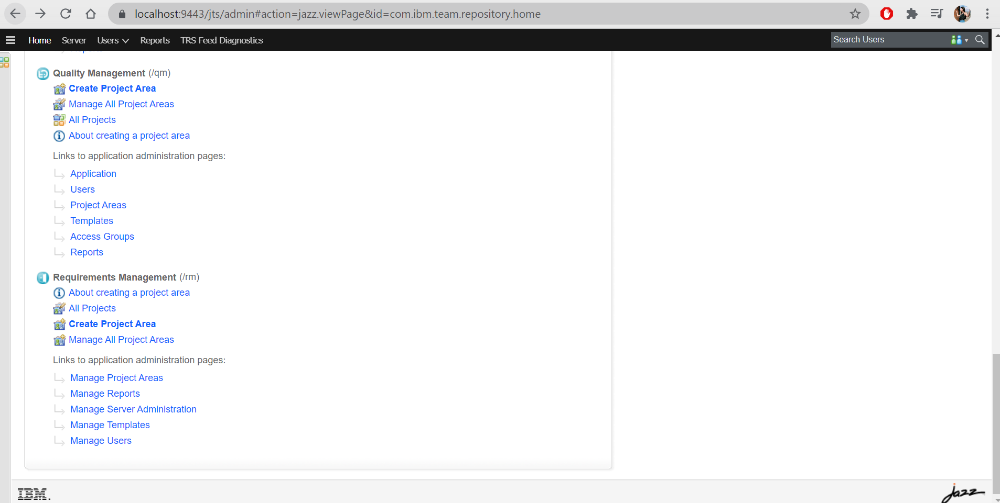 localhost:9443/jts/admin#action=jazz.viewPage&id=com.ibm.team.repository.home
Home Server Users Reports TRS Feed Diagnostics Search Users
Quality Management (/qm)
Create Project Area
Manage All Project Areas
All Projects
About creating a project area
Links to application administration pages:
Application
Users
Project Areas
Templates
Access Groups
Reports
Requirements Management (/rm)
About creating a project area
All Projects
Create Project Area
Manage All Project Areas
Links to application administration pages:
Manage Project Areas
Manage Reports
Manage Server Administration
Manage Templates
Manage Users
IBM.
jazz